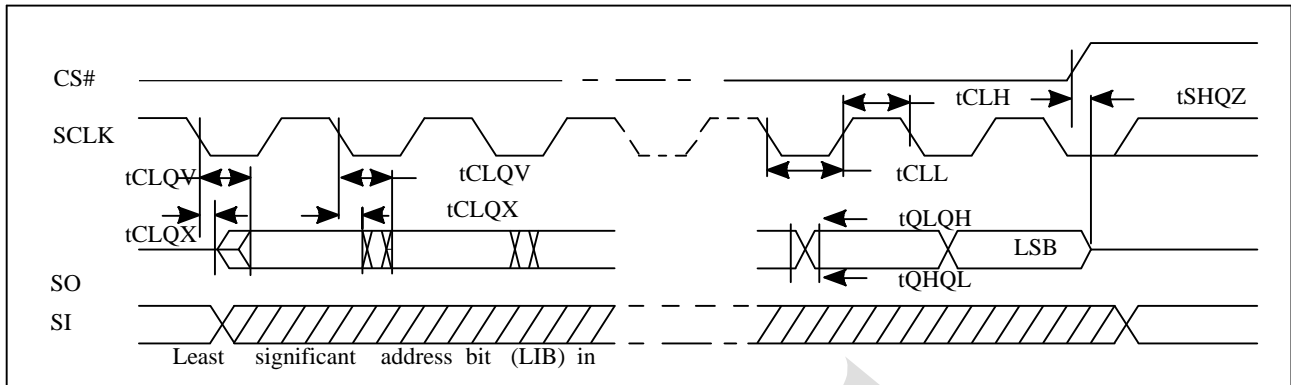 CS#
tCLH
tSHQZ
SCLK
tCLQV
tCLQV
tCLL
tCLQX
tCLQX
tQLQH
LSB
tQHQL
SO
SI
Least significant address bit (LIB) in